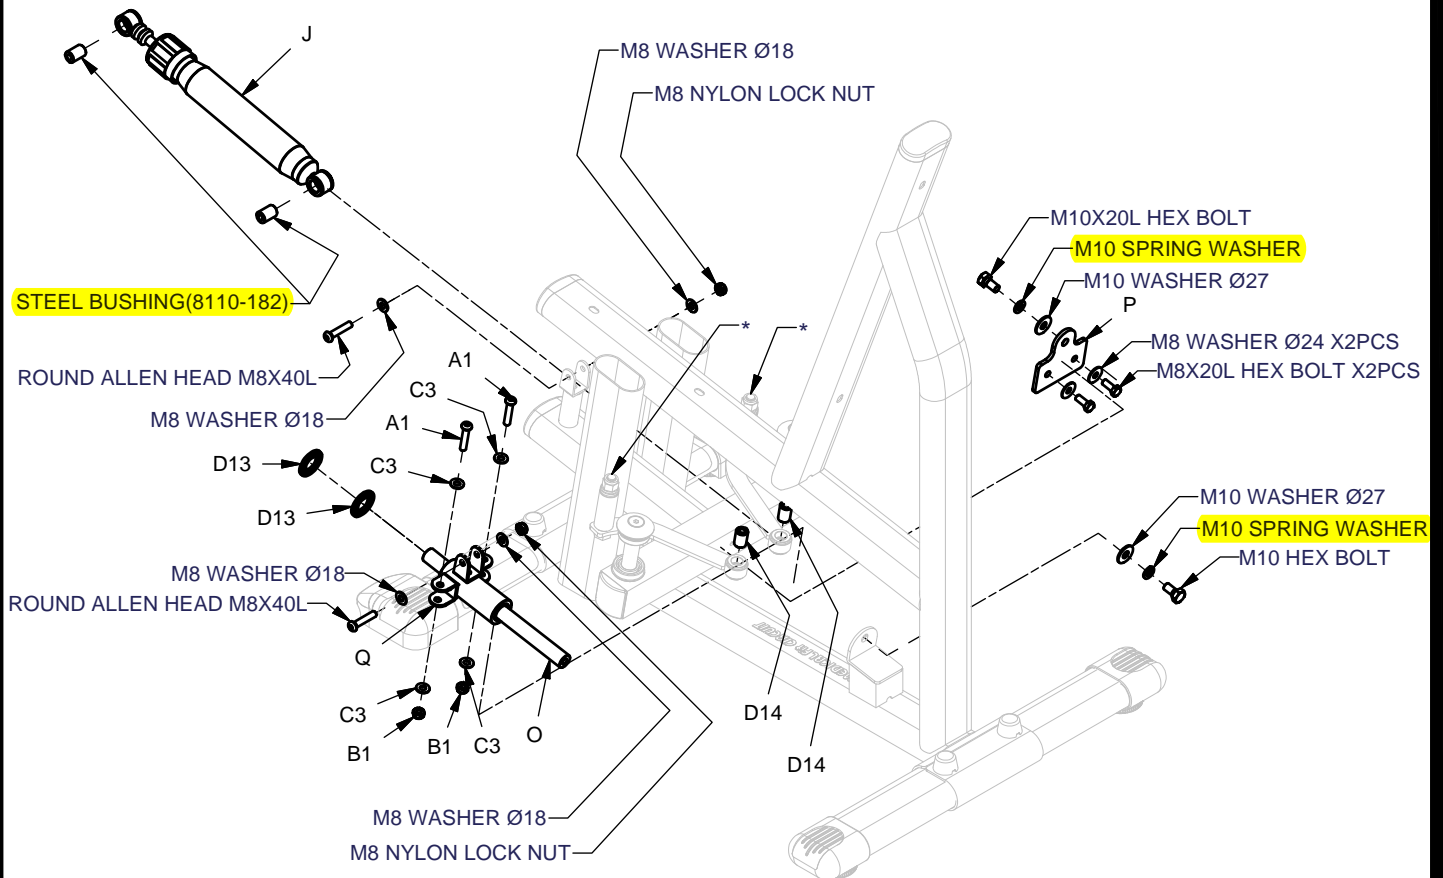 J
M8 WASHER Ø18
M8 NYLON LOCK NUT
M10X20L HEX BOLT
M10 SPRING WASHER
M10 WASHER Ø27
P
STEEL BUSHING(8110-182)
*
*
M8 WASHER Ø24 X2PCS
M8X20L HEX BOLT X2PCS
ROUND ALLEN HEAD M8X40L
A1
C3
M8 WASHER Ø18
A1
D13
C3
D13
M10 WASHER Ø27
M10 SPRING WASHER
M10 HEX BOLT
M8 WASHER Ø18
ROUND ALLEN HEAD M8X40L
Q
C3
B1
B1
C3
O
D14
D14
M8 WASHER Ø18
M8 NYLON LOCK NUT